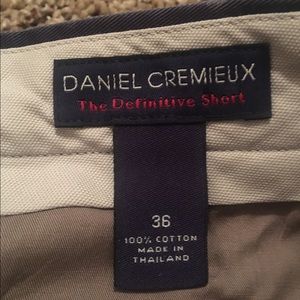 DANIEL CREMIEUX
The Definitive Short
36
100% COTTON
MADE IN
THAILAND